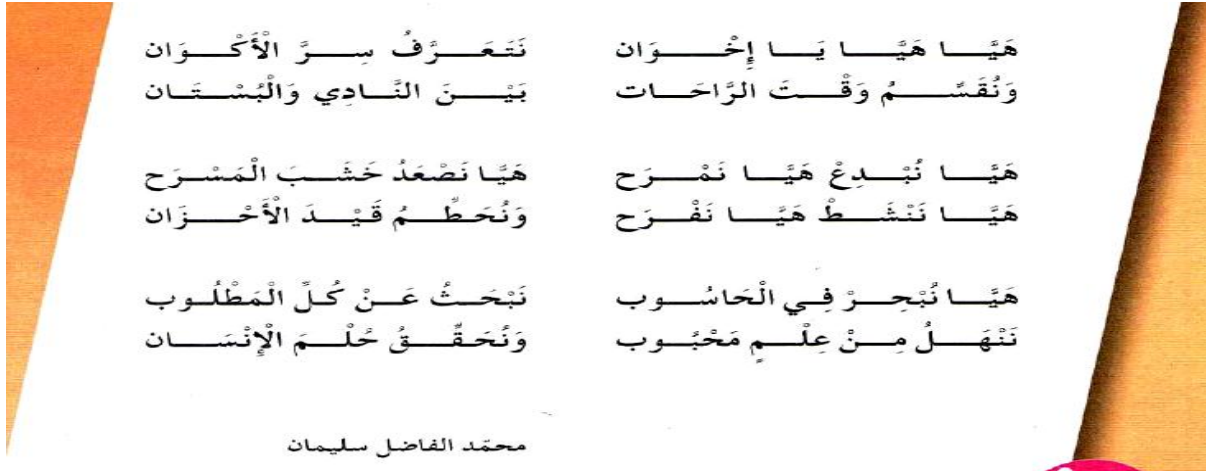 هَيَّا هَيَّا يَا إِخْوَان نَتَعَرَّفُ سِرَّ الْأَكْوَان
وَنُقَسِّمُ وَقْتَ الرَّاحَات بَيْنَ النَّادِي وَالْبُسْتَان
هَيَّا نُبْدِعْ هَيَّا نَمْرَح هَيَّا نَصْعَدُ خَشَبَ الْمَسْرَح
هَيَّا نَنْشَطْ هَيَّا نَفْرَح وَنُحَطِّمُ قَيْدَ الْأَحْزَان
هَيَّا نُبْحِرْ فِي الْحَاسُوب نَبْحَثُ عَنْ كُلِّ الْمَطْلُوب
نَنْهَلُ مِنْ عِلْمٍ مَحْبُوب وَنُحَقِّقُ حُلْمَ الْإِنْسَان
محمّد الفاضل سليمان